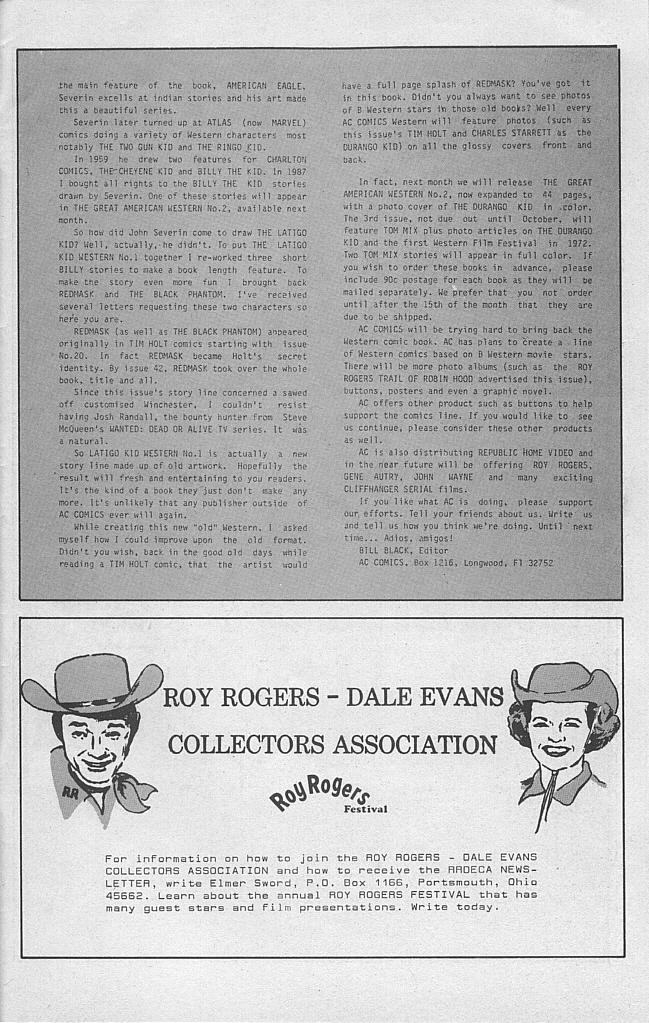 the main feature of the book, AMERICAN EAGLE.
Severin excells at indian stories and his art made
this a beautiful series.
Severin later turned up at ATLAS (now MARVEL)
comics doing a variety of Western characters most
notably THE TWO GUN KID and THE RINGO KID.
In 1959 he drew two features for CHARLTON
COMICS, THE CHEYENE KID and BILLY THE KID. In 1987
I bought all rights to the BILLY THE KID stories
drawn by Severin. One of these stories will appear
in THE GREAT AMERICAN WESTERN No.2, available next
month.
So how did John Severin come to draw THE LATIGO
KID? Well, actually, he didn't. To put THE LATIGO
KID WESTERN No.1 together I re-worked three short
BILLY stories to make a book length feature. To
make the story even more fun I brought back
REDMASK and THE BLACK PHANTOM. I've received
several letters requesting these two characters so
here you are.
REDMASK (as well as THE BLACK PHANTOM) appeared
originally in TIM HOLT comics starting with issue
No.20. In fact REDMASK became Holt's secret
identity. By issue 42, REDMASK took over the whole
book, title and all.
Since this issue's story line concerned a sawed
off customised Winchester, I couldn't resist
having Josh Randall, the bounty hunter from Steve
McQueen's WANTED: DEAD OR ALIVE TV series. It was
a natural.
So LATIGO KID WESTERN No.1 is actually a new
story line made up of old artwork. Hopefully the
result will fresh and entertaining to you readers.
It's the kind of a book they just don't make any
more. It's unlikely that any publisher outside of
AC COMICS ever will again.
While creating this new "old" Western, I asked
myself how I could improve upon the old format.
Didn't you wish, back in the good old days while
reading a TIM HOLT comic, that the artist would
have a full page splash of REDMASK? You've got it
in this book. Didn't you always want to see photos
of B Western stars in those old books? Well every
AC COMICS Western will feature photos (such as
this issue's TIM HOLT and CHARLES STARRETT as the
DURANGO KID) on all the glossy covers front and
back.
In fact, next month we will release THE GREAT
AMERICAN WESTERN No.2, now expanded to 44 pages,
with a photo cover of THE DURANGO KID in color.
The 3rd issue, not due out until October, will
feature TOM MIX plus photo articles on THE DURANGO
KID and the first Western Film Festival in 1972.
Two TOM MIX stories will appear in full color. If
you wish to order these books in advance, please
include 90c postage for each book as they will be
mailed separately. We prefer that you not order
until after the 15th of the month that they are
due to be shipped.
AC COMICS will be trying hard to bring back the
Western comic book. AC has plans to create a line
of Western comics based on B Western movie stars.
There will be more photo albums (such as the ROY
ROGERS TRAIL OF ROBIN HOOD advertised this issue),
buttons, posters and even a graphic novel.
AC offers other product such as buttons to help
support the comics line. If you would like to see
us continue, please consider these other products
as well.
AC is also distributing REPUBLIC HOME VIDEO and
in the near future will be offering ROY ROGERS,
GENE AUTRY, JOHN WAYNE and many exciting
CLIFFHANGER SERIAL films.
If you like what AC is doing, please support
our efforts. Tell your friends about us. Write us
and tell us how you think we're doing. Until next
time... Adios, amigos!
BILL BLACK, Editor
AC COMICS, Box 1216, Longwood, Fl 32752
ROY ROGERS - DALE EVANS
COLLECTORS ASSOCIATION
Roy Rogers
Festival
RR
For information on how to join the ROY ROGERS - DALE EVANS
COLLECTORS ASSOCIATION and how to receive the RRDECA NEWS-
LETTER, write Elmer Sword, P.O. Box 1166, Portsmouth, Ohio
45662. Learn about the annual ROY ROGERS FESTIVAL that has
many guest stars and film presentations. Write today.